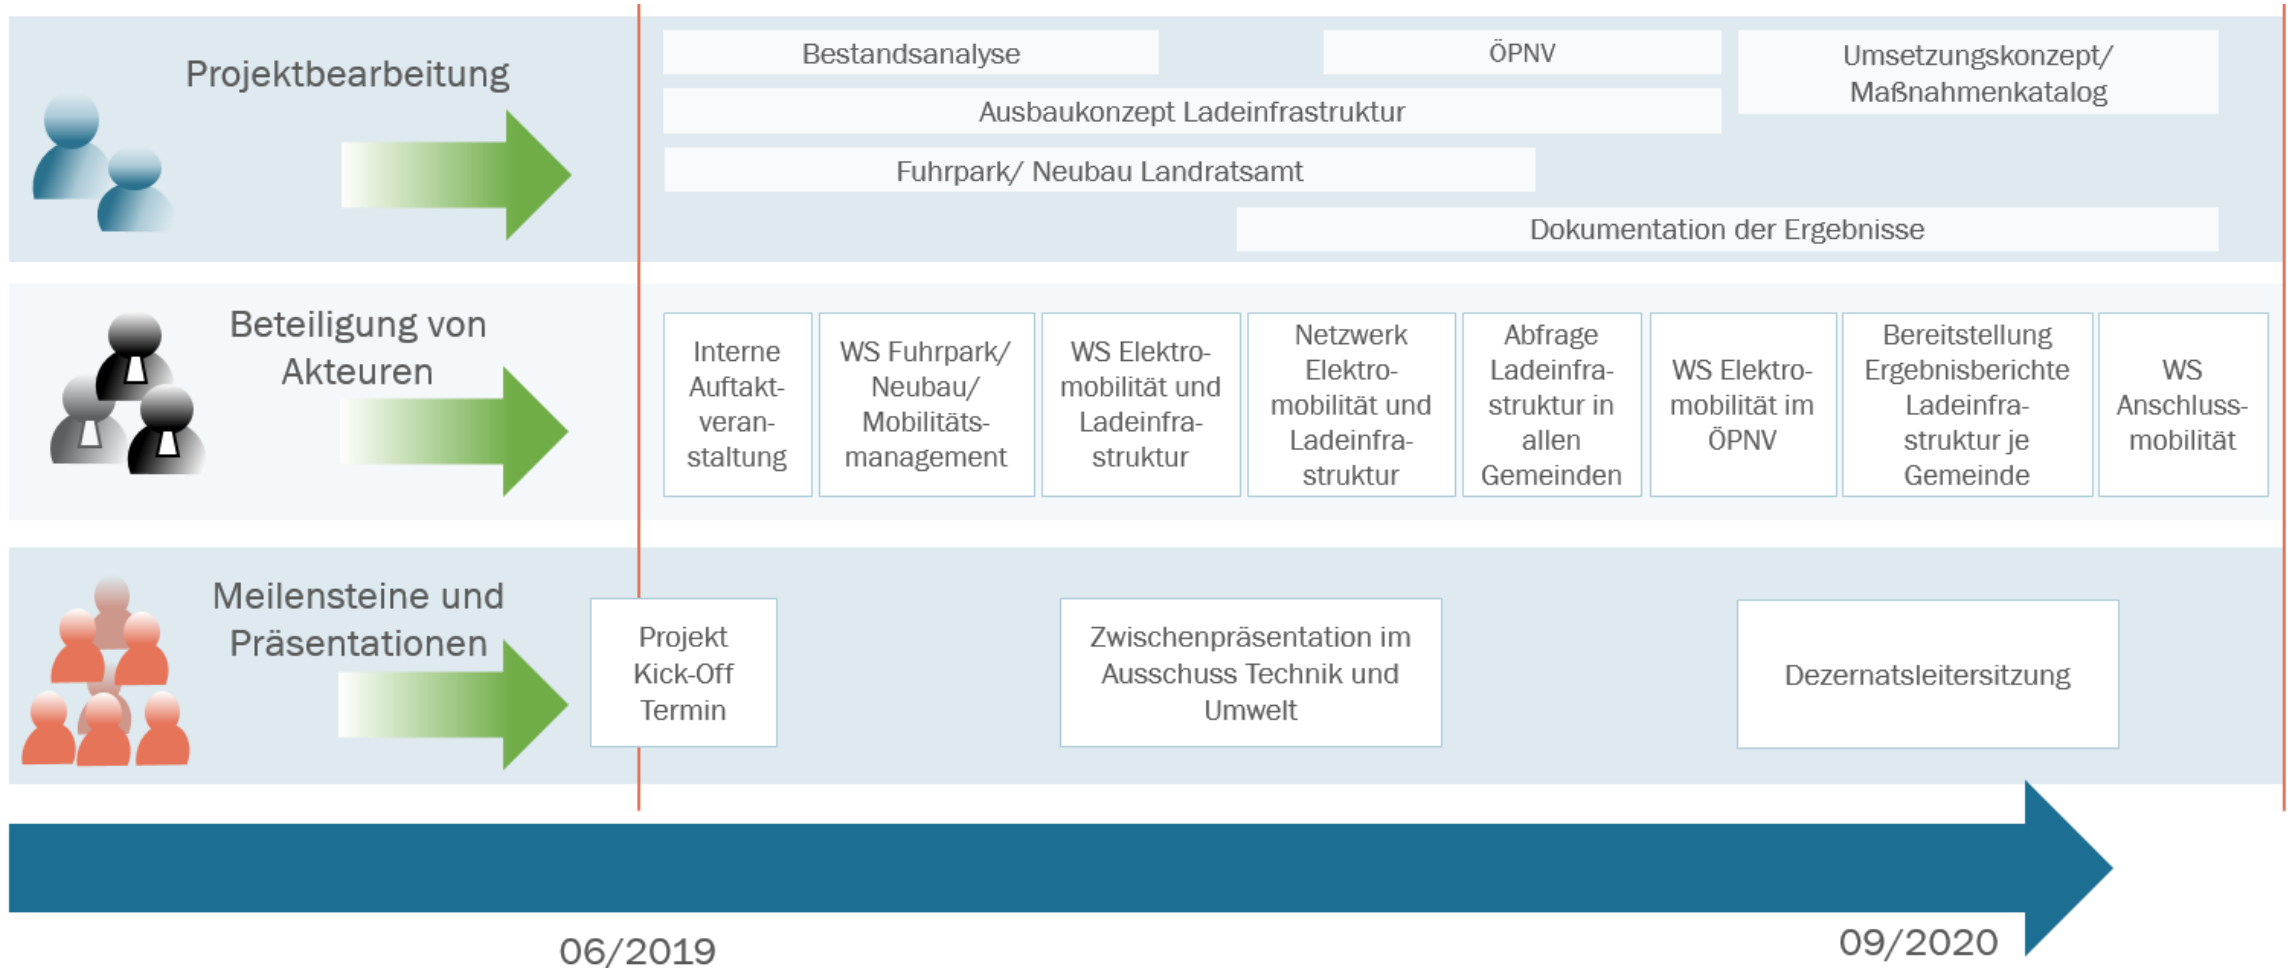 Projektbearbeitung
Bestandsanalyse
ÖPNV
Umsetzungskonzept/
Maßnahmenkatalog
Ausbaukonzept Ladeinfrastruktur
Fuhrpark/ Neubau Landratsamt
Dokumentation der Ergebnisse
Beteiligung von
Akteuren
Interne
Auftakt-
veran-
staltung
WS Fuhrpark/
Neubau/
Mobilitäts-
management
WS Elektro-
mobilität und
Ladeinfra-
struktur
Netzwerk
Elektro-
mobilität und
Ladeinfra-
struktur
Abfrage
Ladeinfra-
struktur in
allen
Gemeinden
WS Elektro-
mobilität im
ÖPNV
Bereitstellung
Ergebnisberichte
Ladeinfra-
struktur je
Gemeinde
WS
Anschluss-
mobilität
Meilensteine und
Präsentationen
Projekt
Kick-Off
Termin
Zwischenpräsentation im
Ausschuss Technik und
Umwelt
Dezernatsleitersitzung
06/2019
09/2020